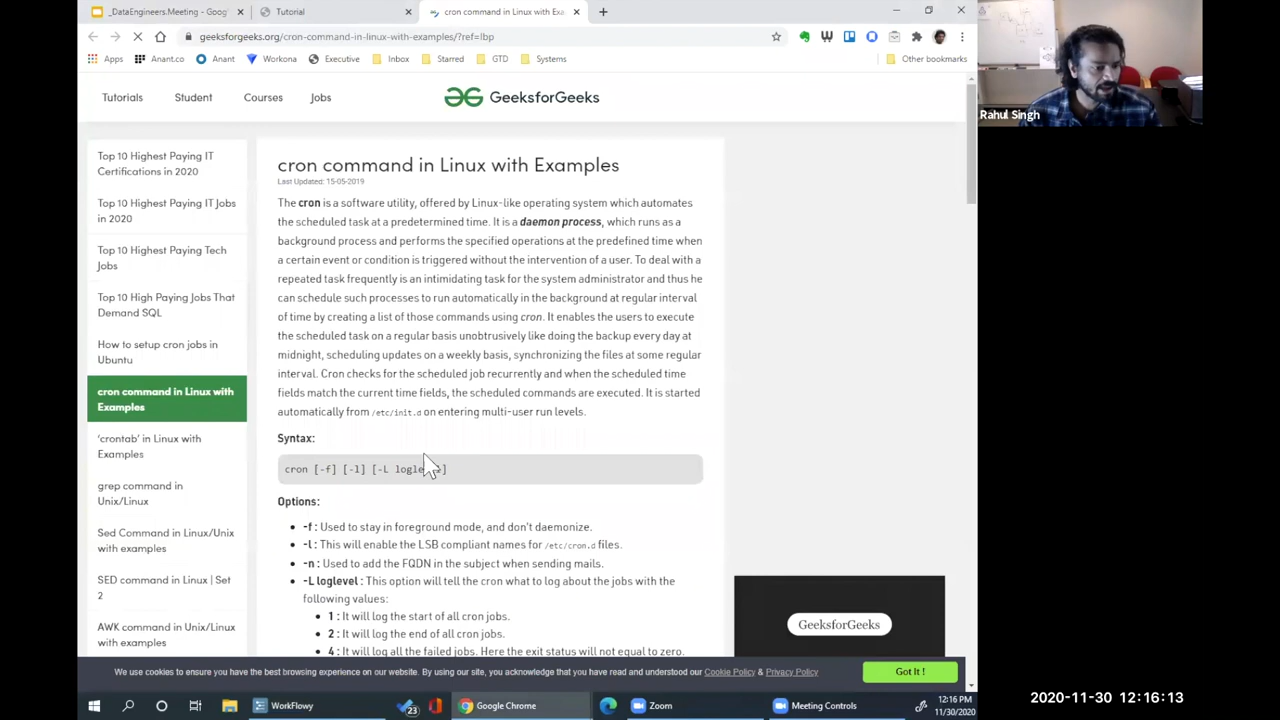 _DataEngineers.Meeting - Goog
Tutorial
cron command in Linux with Exa
geeksforgeeks.org/cron-command-in-linux-with-examples/?ref=lbp
Apps
Anant.co
Anant
Workona
Executive
Inbox
Starred
GTD
Systems
Other bookmarks
Tutorials
Student
Courses
Jobs
GeeksforGeeks
Rahul Singh
Top 10 Highest Paying IT
Certifications in 2020
Top 10 Highest Paying IT Jobs
in 2020
Top 10 Highest Paying Tech
Jobs
Top 10 High Paying Jobs That
Demand SQL
How to setup cron jobs in
Ubuntu
cron command in Linux with
Examples
'crontab' in Linux with
Examples
grep command in
Unix/Linux
Sed Command in Linux/Unix
with examples
SED command in Linux | Set
2
AWK command in Unix/Linux
with examples
cron command in Linux with Examples
Last Updated: 15-05-2019
The cron is a software utility, offered by Linux-like operating system which automates
the scheduled task at a predetermined time. It is a daemon process, which runs as a
background process and performs the specified operations at the predefined time when
a certain event or condition is triggered without the intervention of a user. To deal with a
repeated task frequently is an intimidating task for the system administrator and thus he
can schedule such processes to run automatically in the background at regular interval
of time by creating a list of those commands using cron. It enables the users to execute
the scheduled task on a regular basis unobtrusively like doing the backup every day at
midnight, scheduling updates on a weekly basis, synchronizing the files at some regular
interval. Cron checks for the scheduled job recurrently and when the scheduled time
fields match the current time fields, the scheduled commands are executed. It is started
automatically from /etc/init.d on entering multi-user run levels.
Syntax:
cron [-f] [-l] [-L
Options:
-f : Used to stay in foreground mode, and don't daemonize.
-l : This will enable the LSB compliant names for /etc/cron.d files.
-n : Used to add the FQDN in the subject when sending mails.
-L loglevel : This option will tell the cron what to log about the jobs with the
following values:
1 : It will log the start of all cron jobs.
2 : It will log the end of all cron jobs.
4 : It will log all the failed jobs. Here the exit status will not equal to zero.
GeeksforGeeks
We use cookies to ensure you have the best browsing experience on our website. By using our site, you acknowledge that you have read and understood our Cookie Policy & Privacy Policy
Got It !
WorkFlowy
23
Google Chrome
Zoom
Meeting Controls
12:16 PM
11/30/2020
2020-11-30 12:16:13